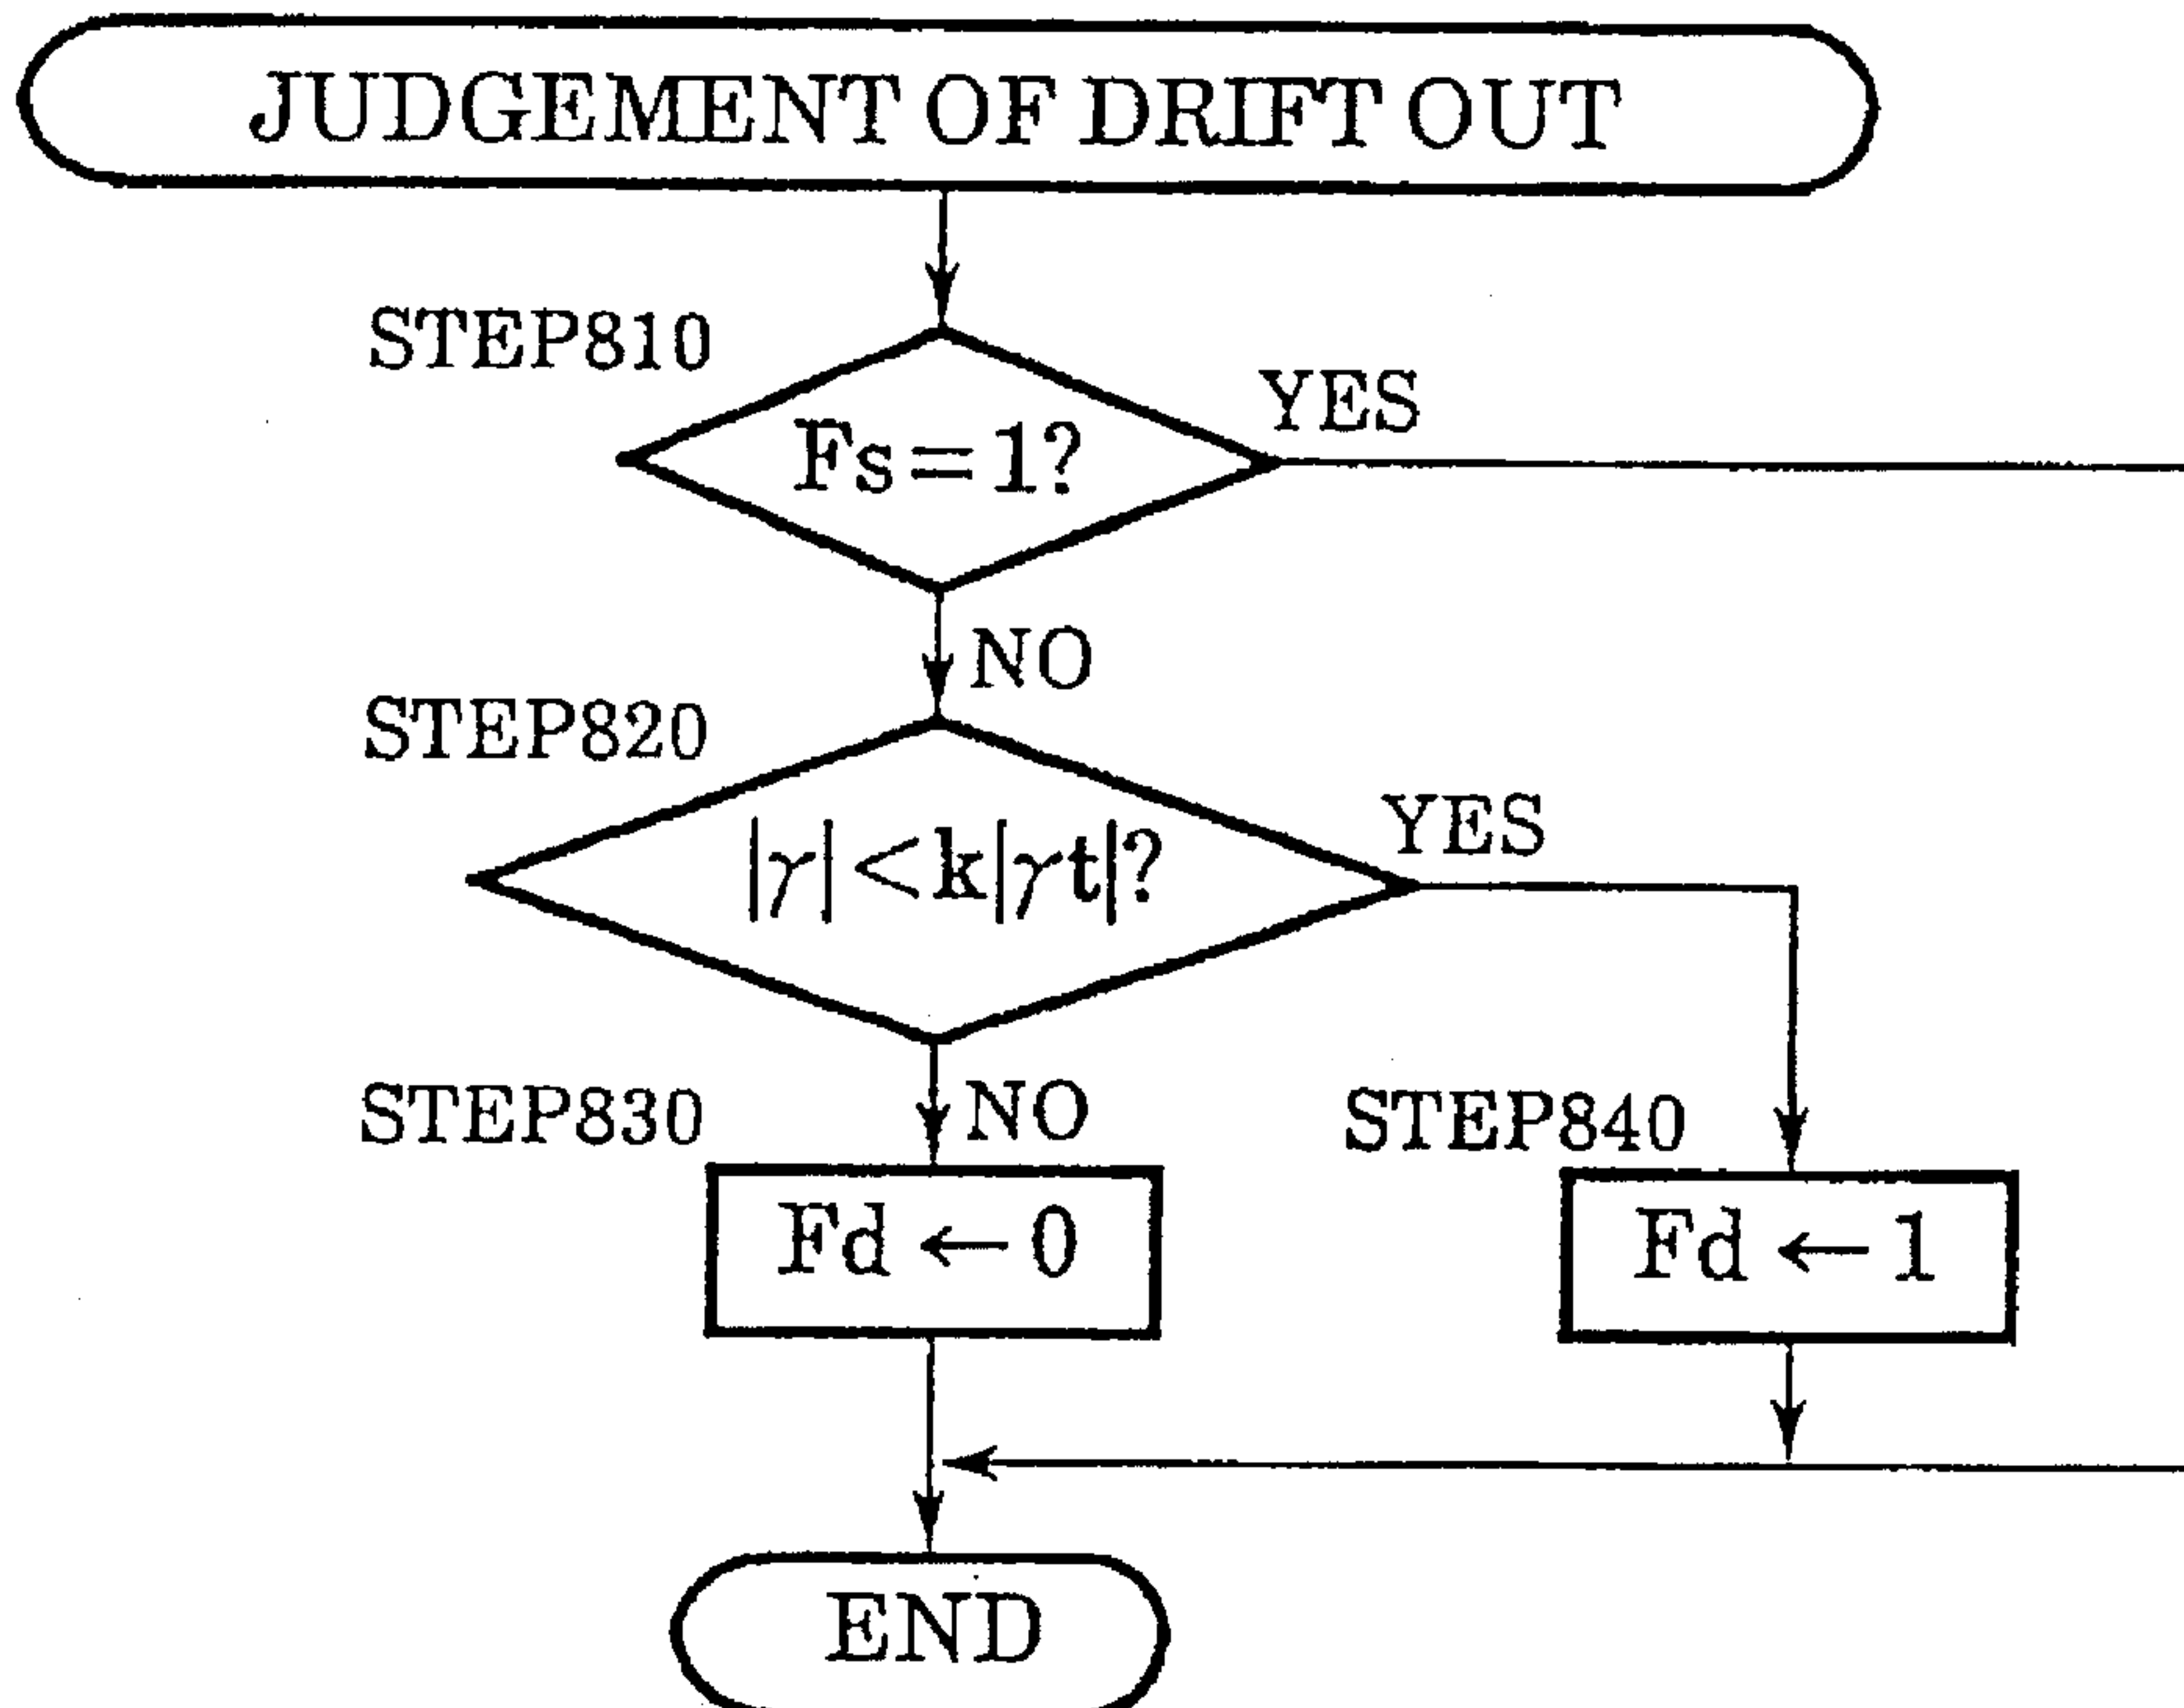 JUDGEMENT OF DRIFT OUT
STEP810
YES
Fs=1?
NO
STEP820
YES
|γ|<k|γt|?
STEP830
NO
STEP840
Fd←0
Fd←1
END